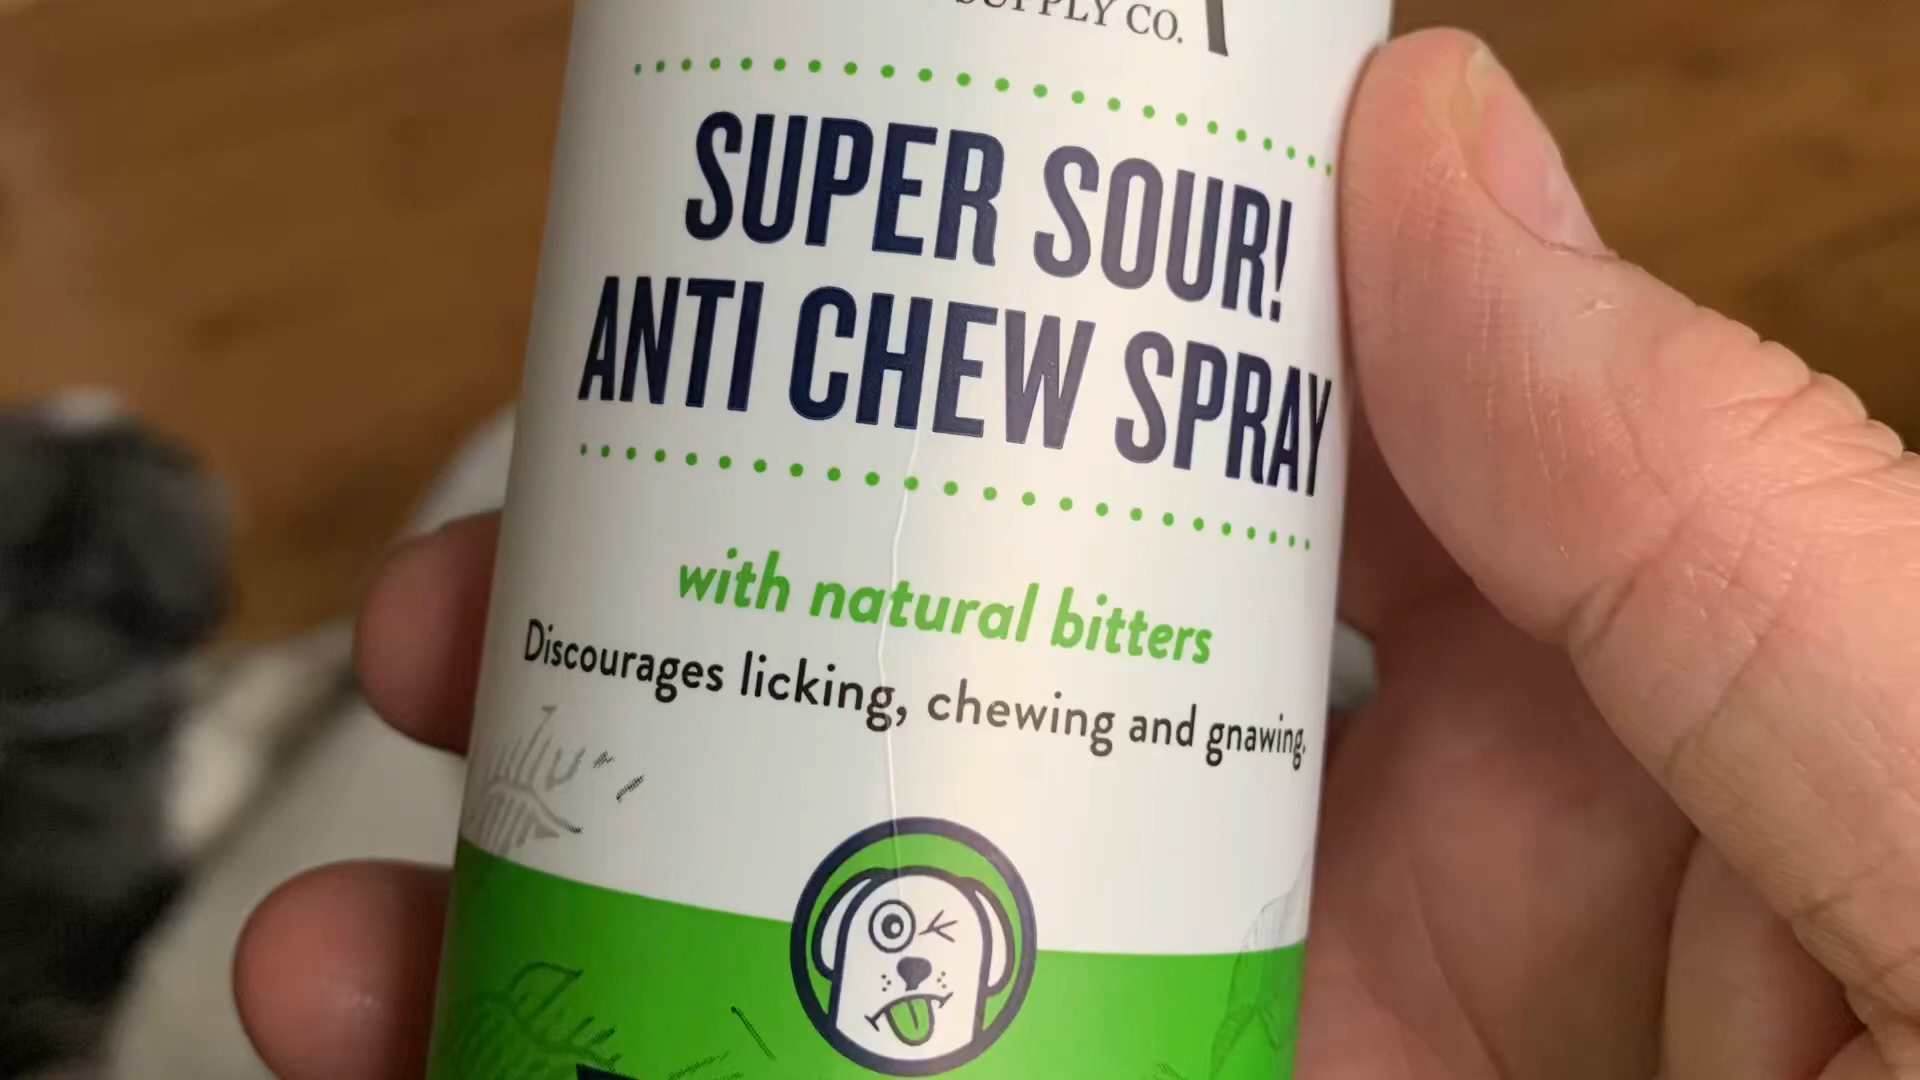 SUPPLY CO.
SUPER SOUR!
ANTI CHEW SPRAY
with natural bitters
Discourages licking, chewing and gnawing.